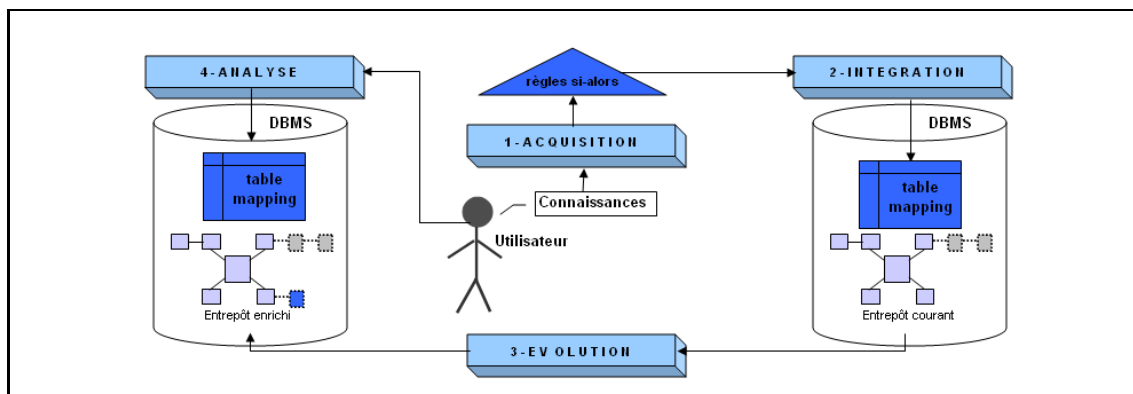 4-ANALYSE
règles si-alors
2-INTEGRATION
DBMS
DBMS
1-ACQUISITION
table
mapping
table
mapping
Connaissances
Utilisateur
Entrepôt enrichi
Entrepôt courant
3-EVOLUTION